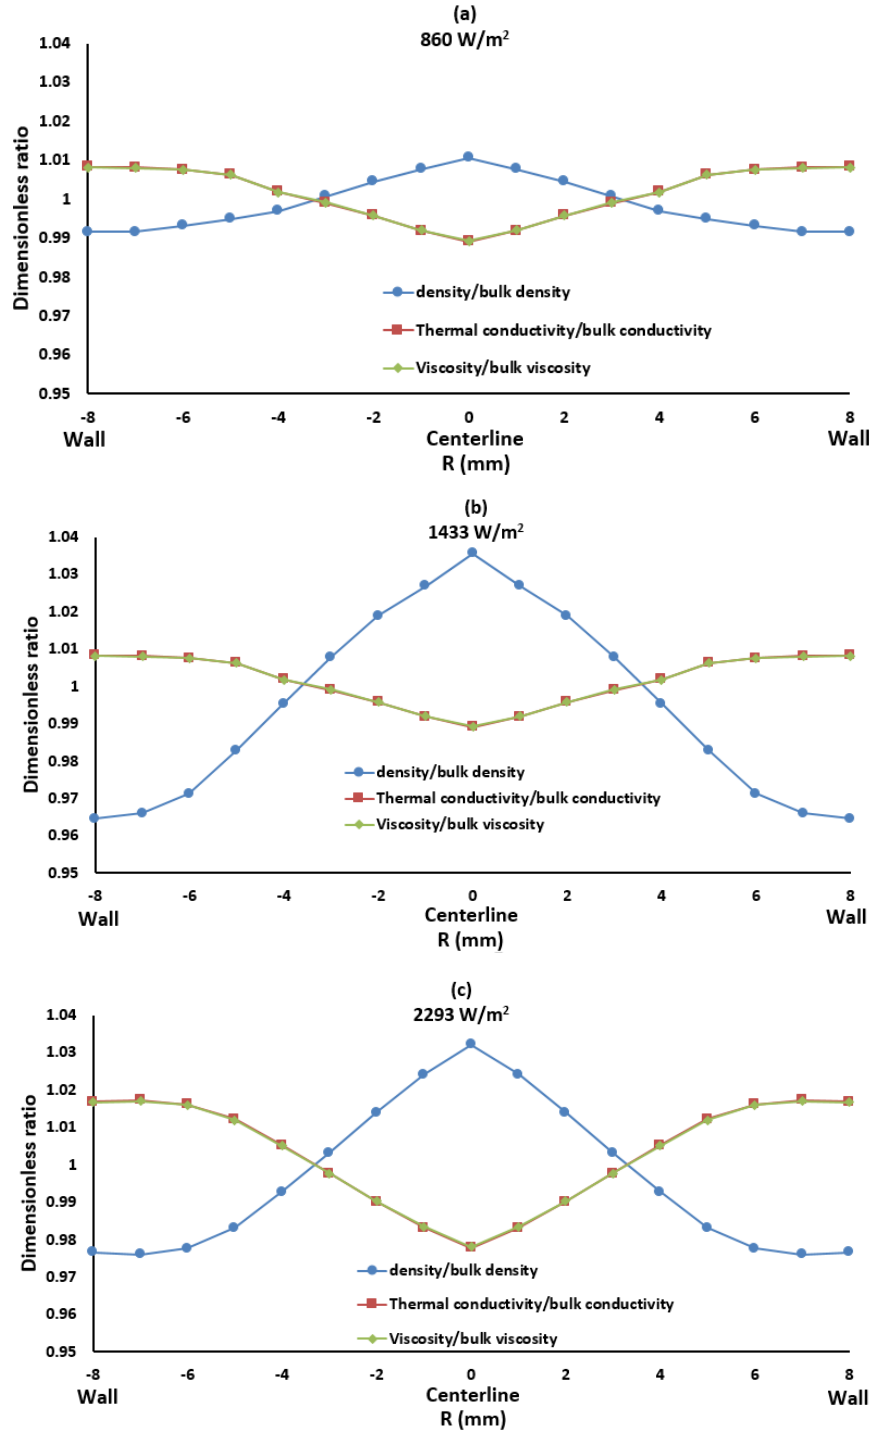 (a)
860 W/m²
1.04
1.03
1.02
1.01
1
0.99
0.98
0.97
0.96
0.95
Dimensionless ratio
density/bulk density
Thermal conductivity/bulk conductivity
Viscosity/bulk viscosity
-8 -6 -4 -2 0 2 4 6 8
Wall Centerline Wall
R (mm)
(b)
1433 W/m²
1.04
1.03
1.02
1.01
1
0.99
0.98
0.97
0.96
0.95
Dimensionless ratio
density/bulk density
Thermal conductivity/bulk conductivity
Viscosity/bulk viscosity
-8 -6 -4 -2 0 2 4 6 8
Wall Centerline Wall
R (mm)
(c)
2293 W/m²
1.04
1.03
1.02
1.01
1
0.99
0.98
0.97
0.96
0.95
Dimensionless ratio
density/bulk density
Thermal conductivity/bulk conductivity
Viscosity/bulk viscosity
-8 -6 -4 -2 0 2 4 6 8
Wall Centerline Wall
R (mm)